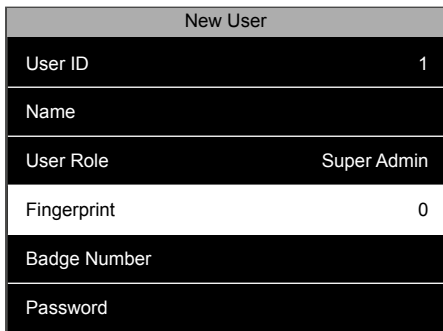 New User
User ID 1
Name
User Role Super Admin
Fingerprint 0
Badge Number
Password